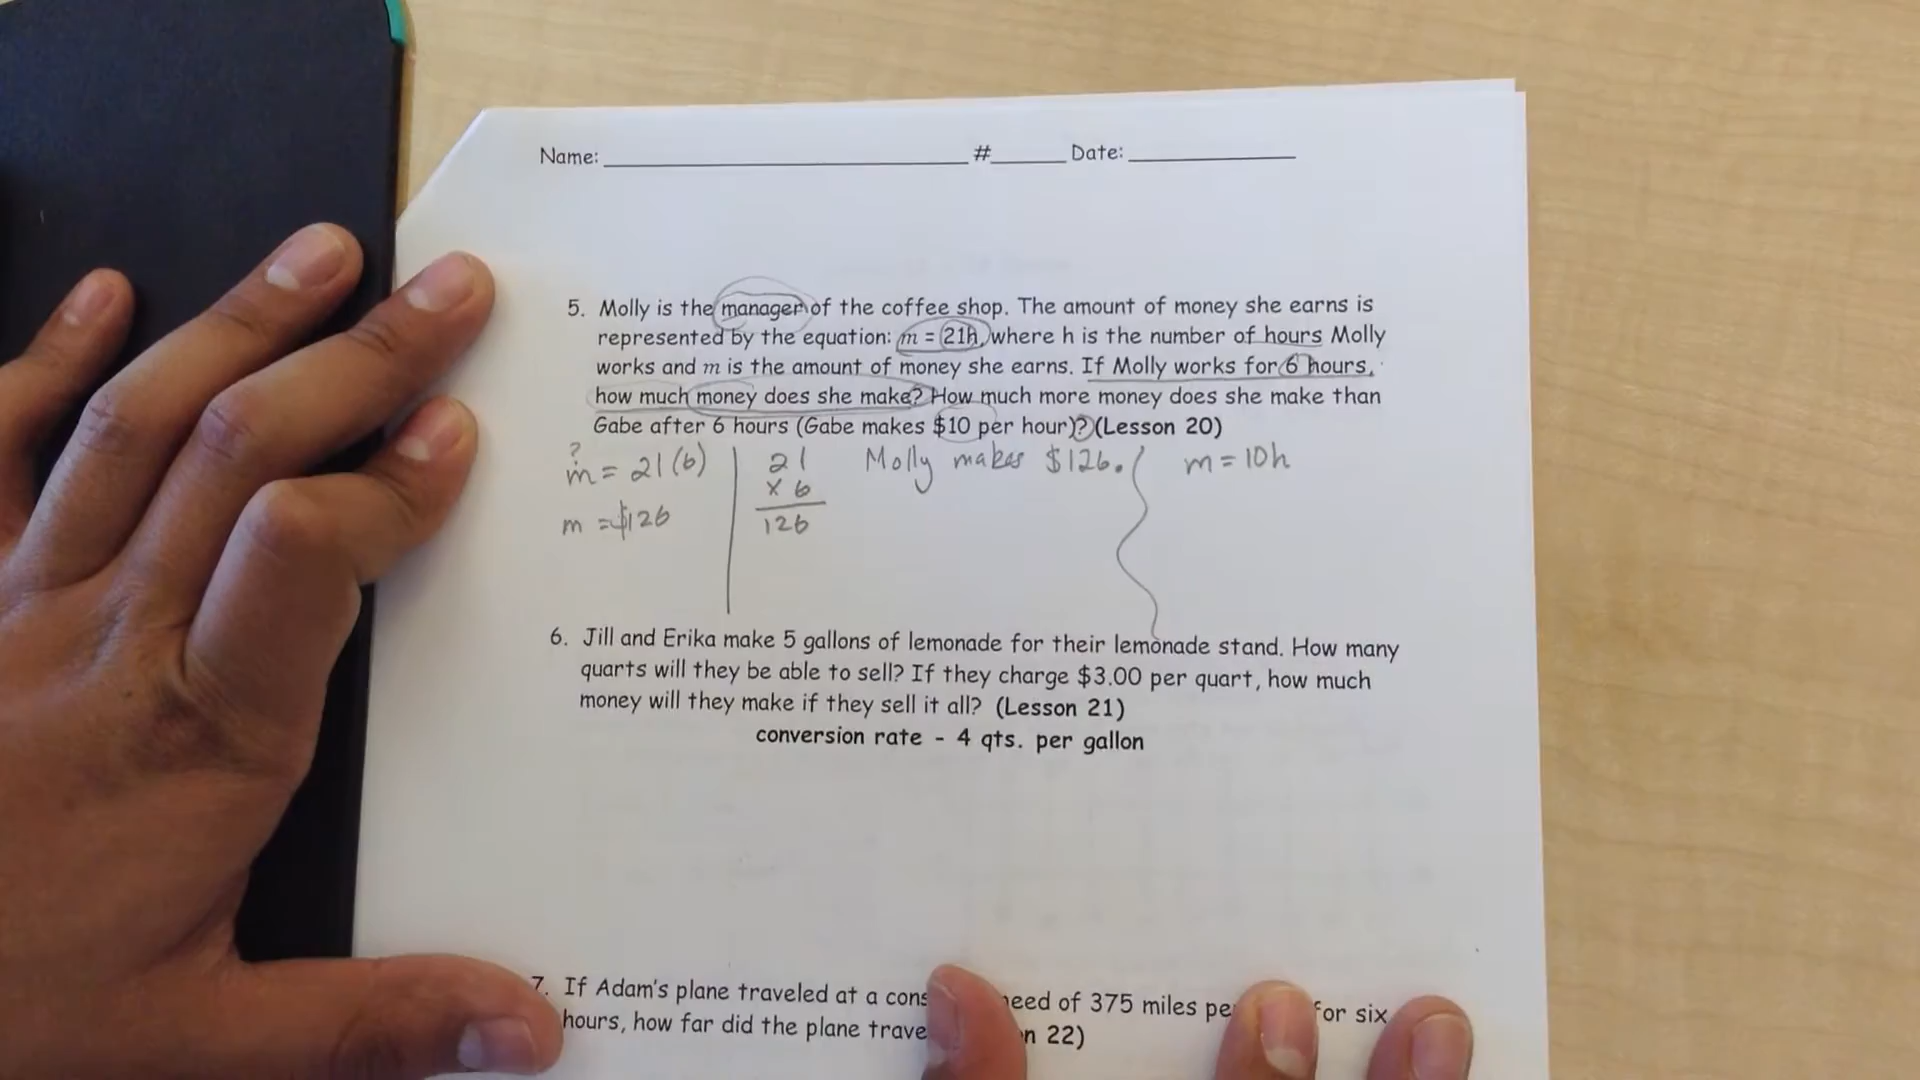 Name: # Date:
5. Molly is the manager of the coffee shop. The amount of money she earns is
represented by the equation: m = 21h, where h is the number of hours Molly
works and m is the amount of money she earns. If Molly works for 6 hours,
how much money does she make? How much more money does she make than
Gabe after 6 hours (Gabe makes $10 per hour)? (Lesson 20)
?
m = 21(6)
m = $126
21
x 6
126
Molly makes $126.
m = 10h
6. Jill and Erika make 5 gallons of lemonade for their lemonade stand. How many
quarts will they be able to sell? If they charge $3.00 per quart, how much
money will they make if they sell it all? (Lesson 21)
conversion rate - 4 qts. per gallon
7. If Adam's plane traveled at a of 375 miles for six
hours, how far did the plane 22)